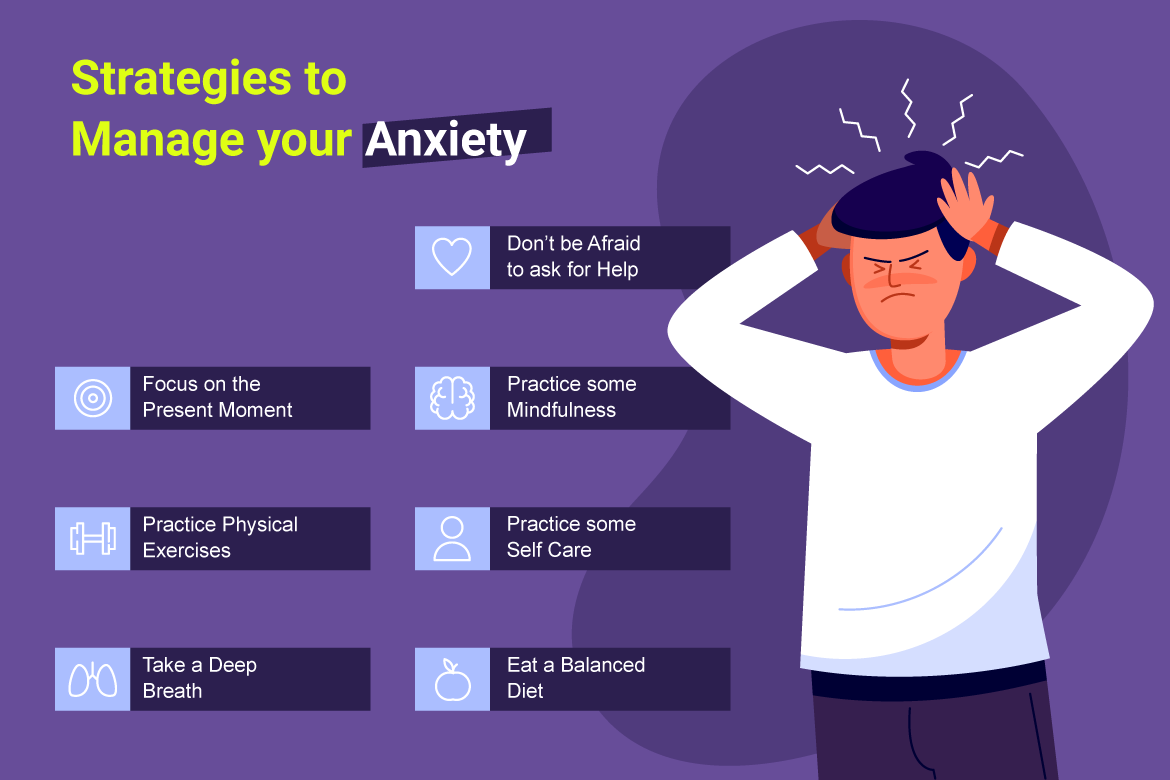 Strategies to
Manage your Anxiety
Don’t be Afraid
to ask for Help
Focus on the
Present Moment
Practice some
Mindfulness
Practice Physical
Exercises
Practice some
Self Care
Take a Deep
Breath
Eat a Balanced
Diet